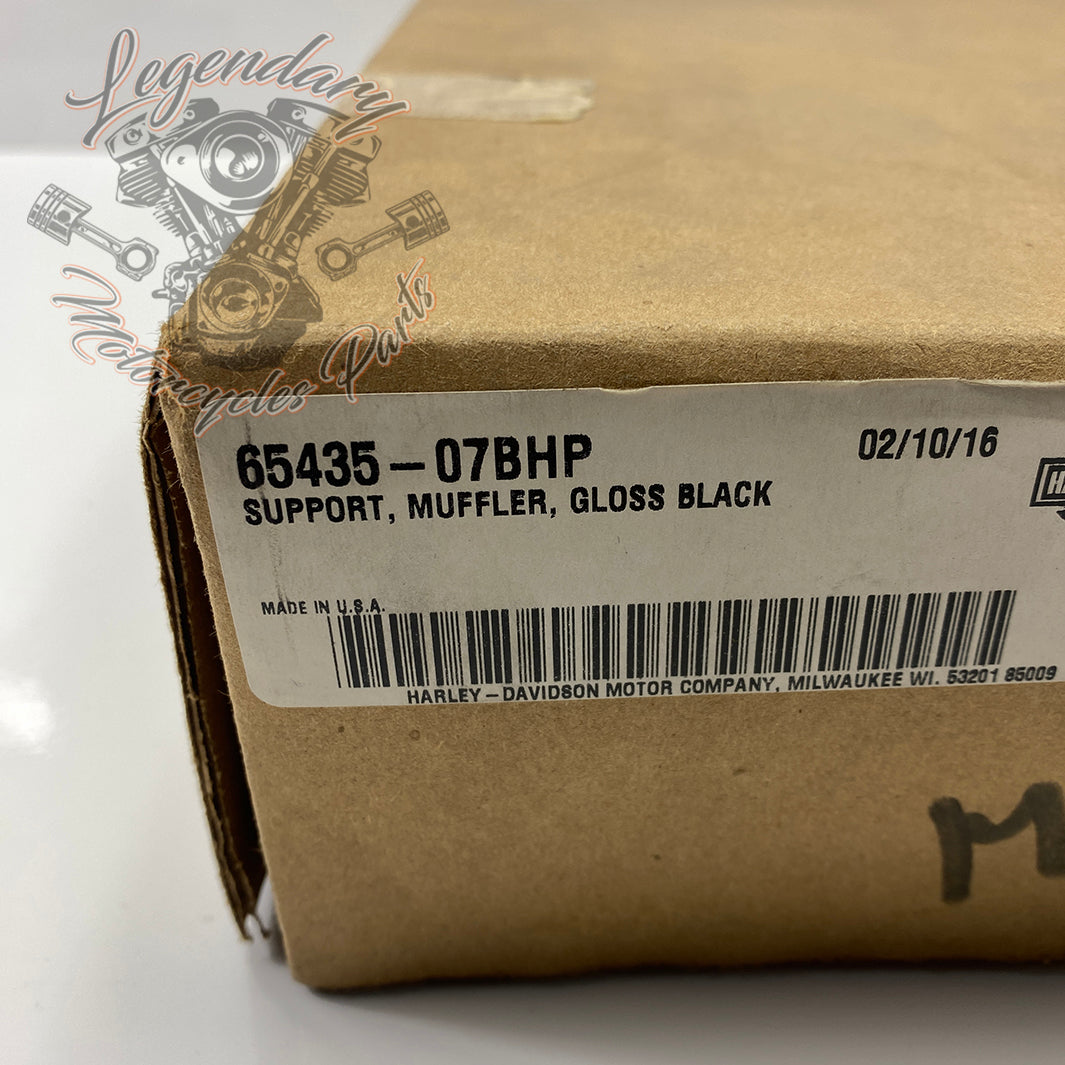 Legendary
Motorcycles Parts
65435-07BHP
02/10/16
SUPPORT, MUFFLER, GLOSS BLACK
MADE IN U.S.A.
HARLEY-DAVIDSON MOTOR COMPANY, MILWAUKEE WI. 53201 85009